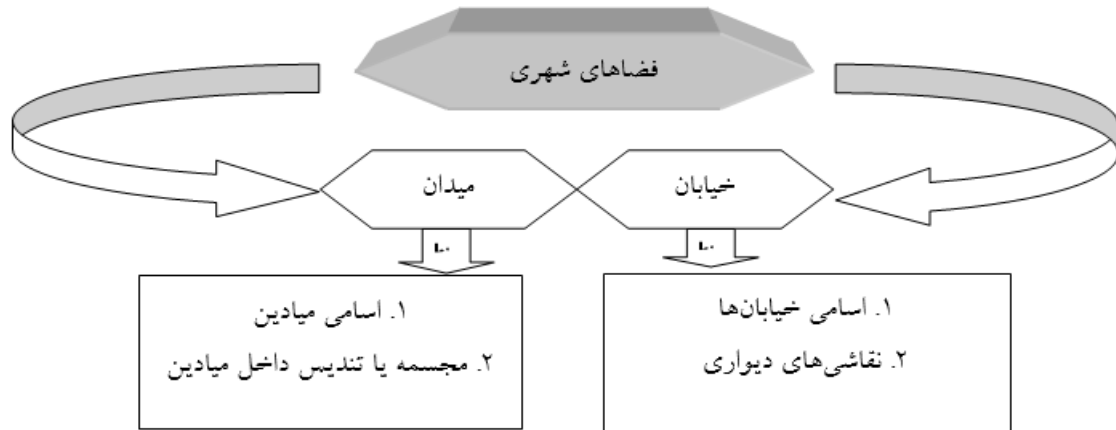 فضاهای شهری
خیابان
میدان
۱. اسامی خیابان‌ها
۲. نقاشی‌های دیواری
۱. اسامی میادین
۲. مجسمه یا تندیس داخل میادین